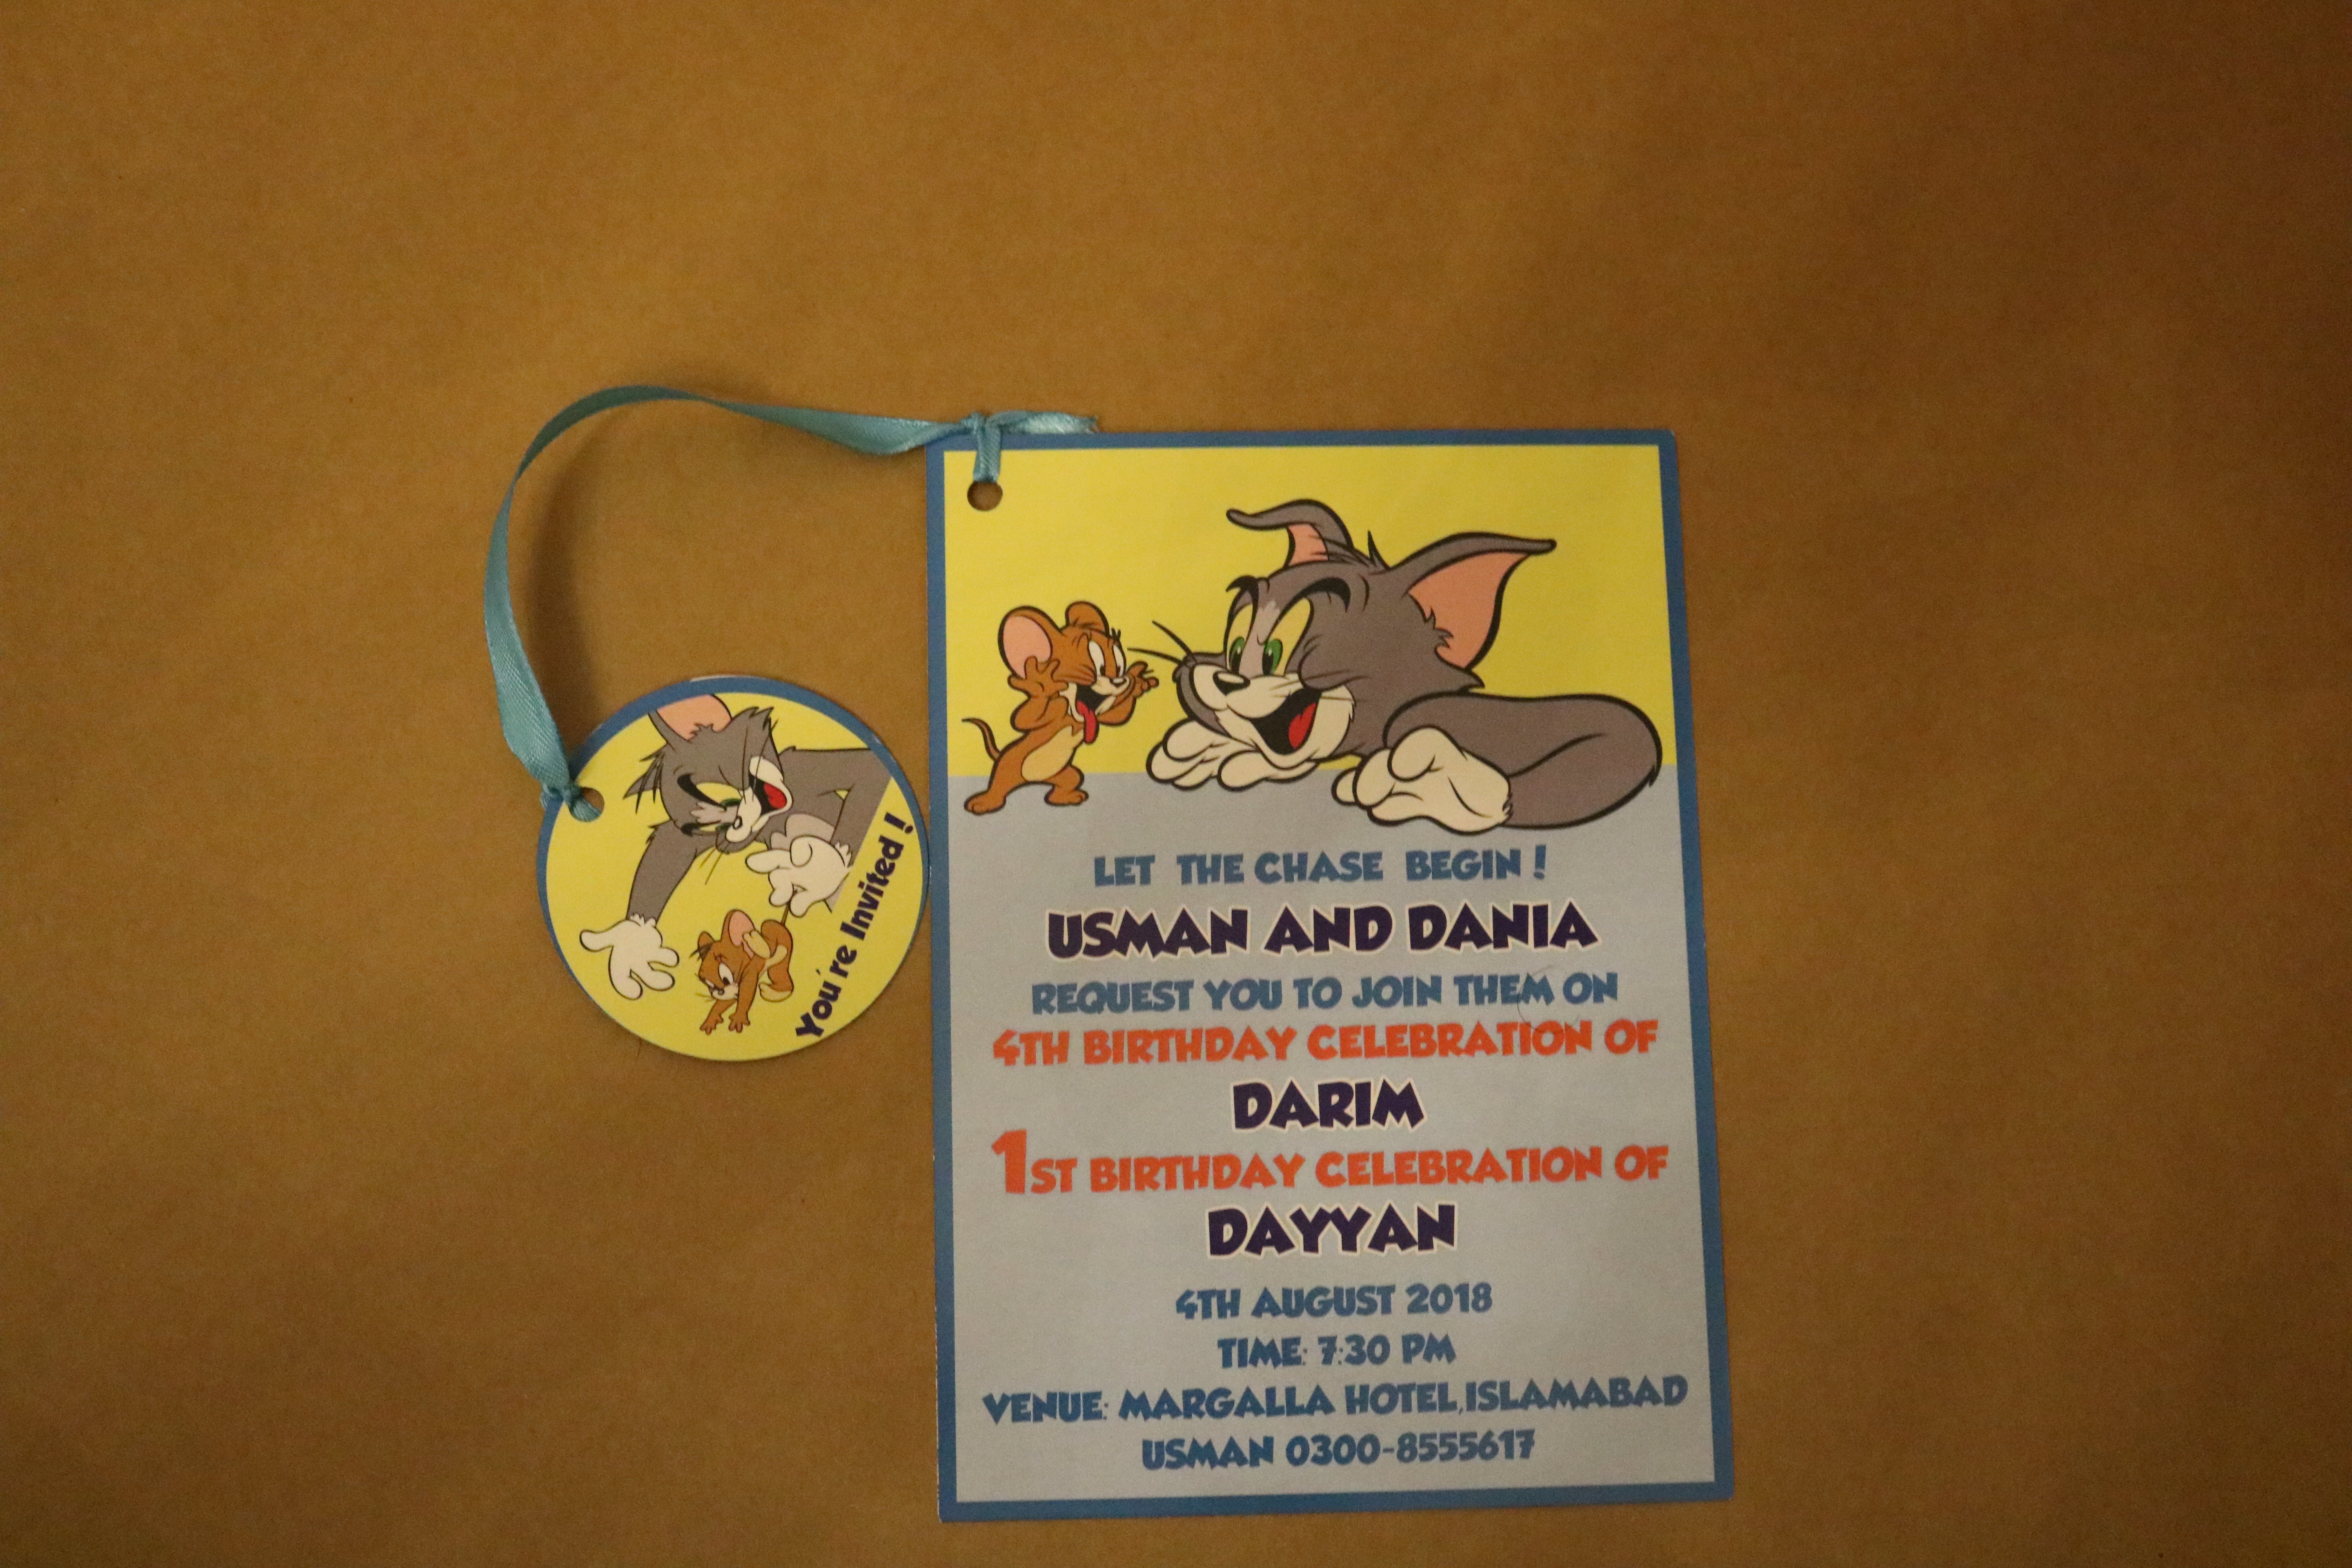 You're Invited !
LET THE CHASE BEGIN !
USMAN AND DANIA
REQUEST YOU TO JOIN THEM ON
4TH BIRTHDAY CELEBRATION OF
DARIM
1ST BIRTHDAY CELEBRATION OF
DAYYAN
4TH AUGUST 2018
TIME: 7:30 PM
VENUE: MARGALLA HOTEL,ISLAMABAD
USMAN 0300-8555617